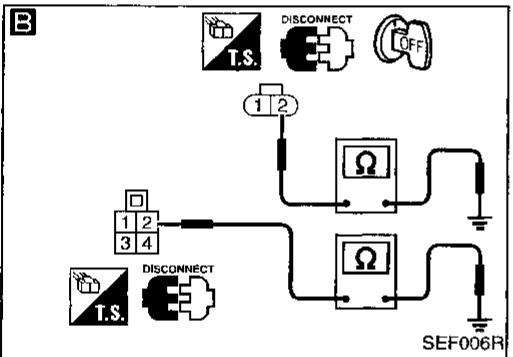 B
DISCONNECT
T.S.
OFF
1 2
Ω
1 2
3 4
Ω
DISCONNECT
T.S.
SEF006R